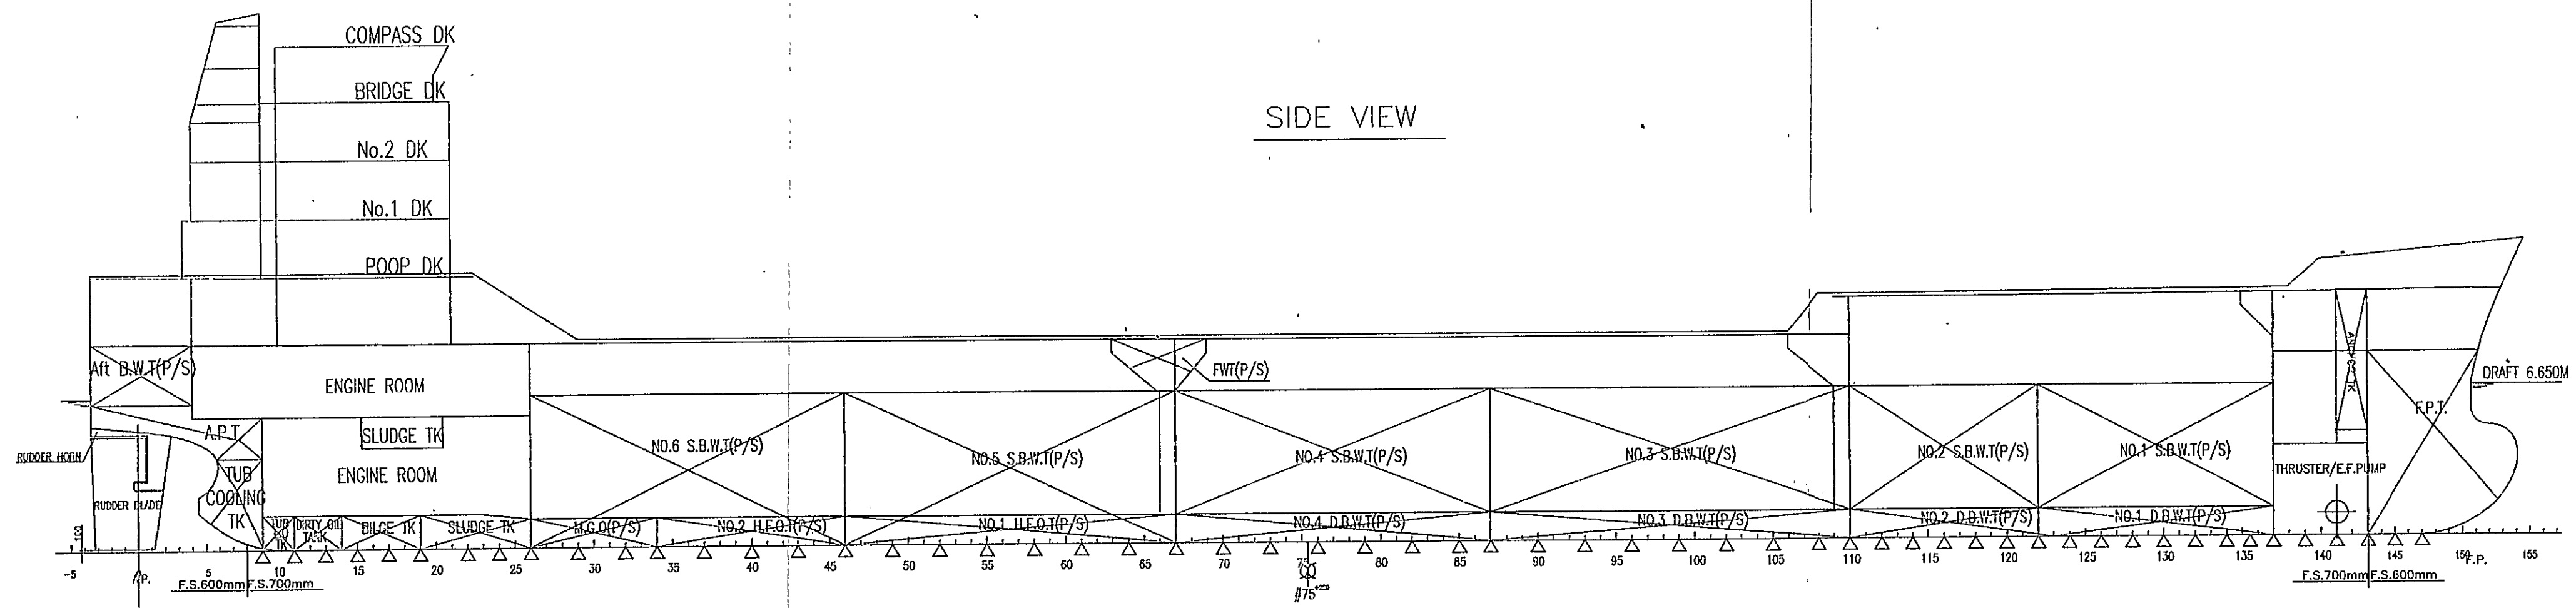 COMPASS DK
BRIDGE DK
No.2 DK
No.1 DK
POOP DK
SIDE VIEW
Aft B.W.T(P/S)
ENGINE ROOM
FWT(P/S)
DRAFT 6.650M
A.P.T
SLUDGE TK
F.P.T.
RUDDER HORN
TUB
COOLING
TK
ENGINE ROOM
NO.6 S.B.W.T(P/S)
NO.5 S.B.W.T(P/S)
NO.4 S.B.W.T(P/S)
NO.3 S.B.W.T(P/S)
NO.2 S.B.W.T(P/S)
NO.1 S.B.W.T(P/S)
THRUSTER/E.F.PUMP
RUDDER BLADE
TUB
TK
DIRTY OIL
TANK
BILGE TK
SLUDGE TK
M.G.O(P/S)
NO.2 H.F.O.T(P/S)
NO.1 H.F.O.T(P/S)
NO.4 D.B.W.T(P/S)
NO.3 D.B.W.T(P/S)
NO.2 D.B.W.T(P/S)
NO.1 D.B.W.T(P/S)
-5 5 10 15 20 25 30 35 40 45 50 55 60 65 70 80 85 90 95 100 105 110 115 120 125 130 135 140 145 155
F.P.
F.S.600mm F.S.700mm
#75
F.S.700mm F.S.600mm